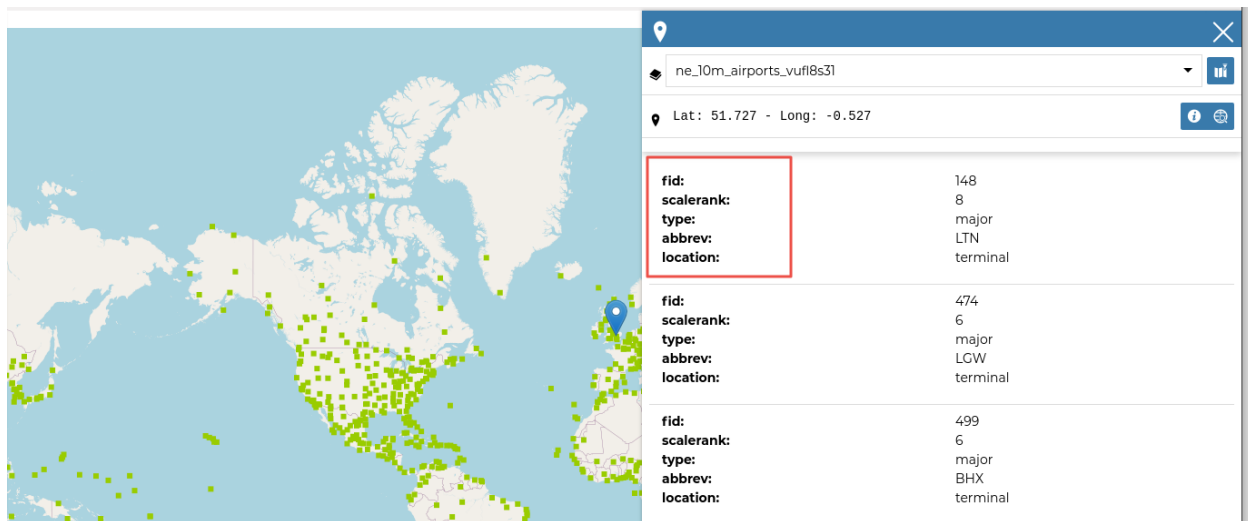 ne_10m_airports_vufl8s31
Lat: 51.727 - Long: -0.527
fid: 148
scalerank: 8
type: major
abbrev: LTN
location: terminal
fid: 474
scalerank: 6
type: major
abbrev: LGW
location: terminal
fid: 499
scalerank: 6
type: major
abbrev: BHX
location: terminal